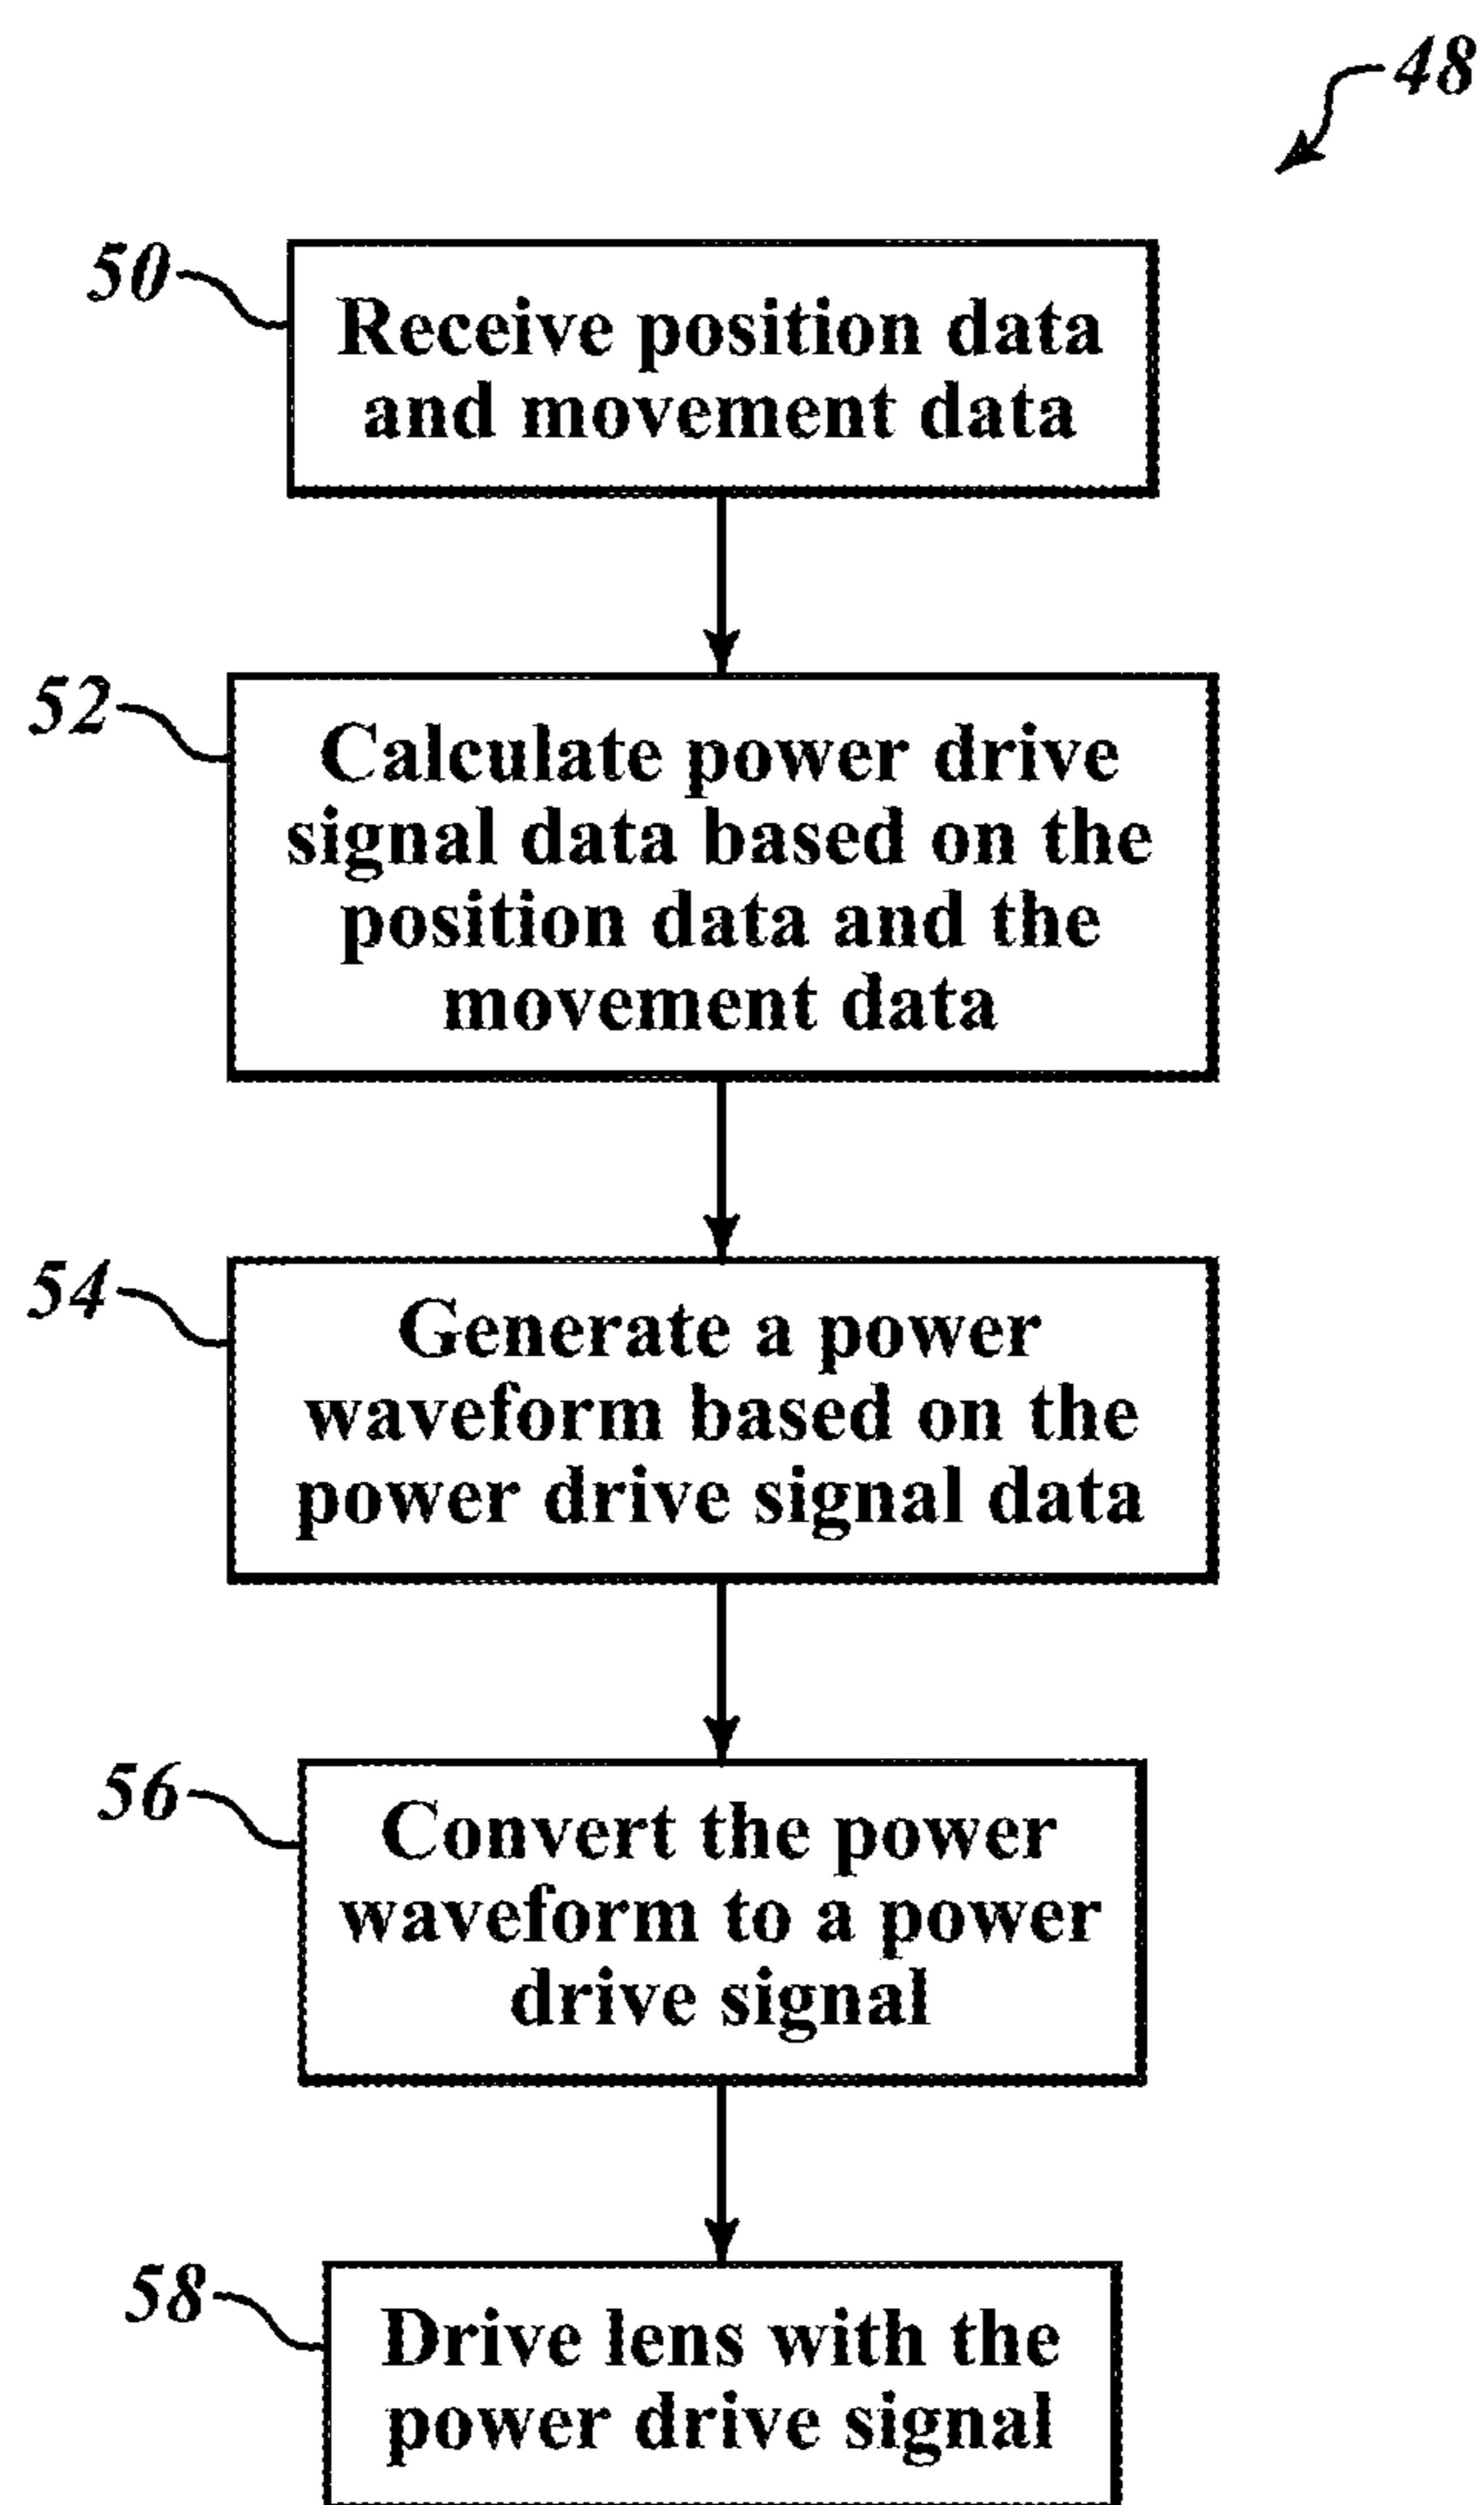 48
50
Receive position data
and movement data
52
Calculate power drive
signal data based on the
position data and the
movement data
54
Generate a power
waveform based on the
power drive signal data
56
Convert the power
waveform to a power
drive signal
58
Drive lens with the
power drive signal